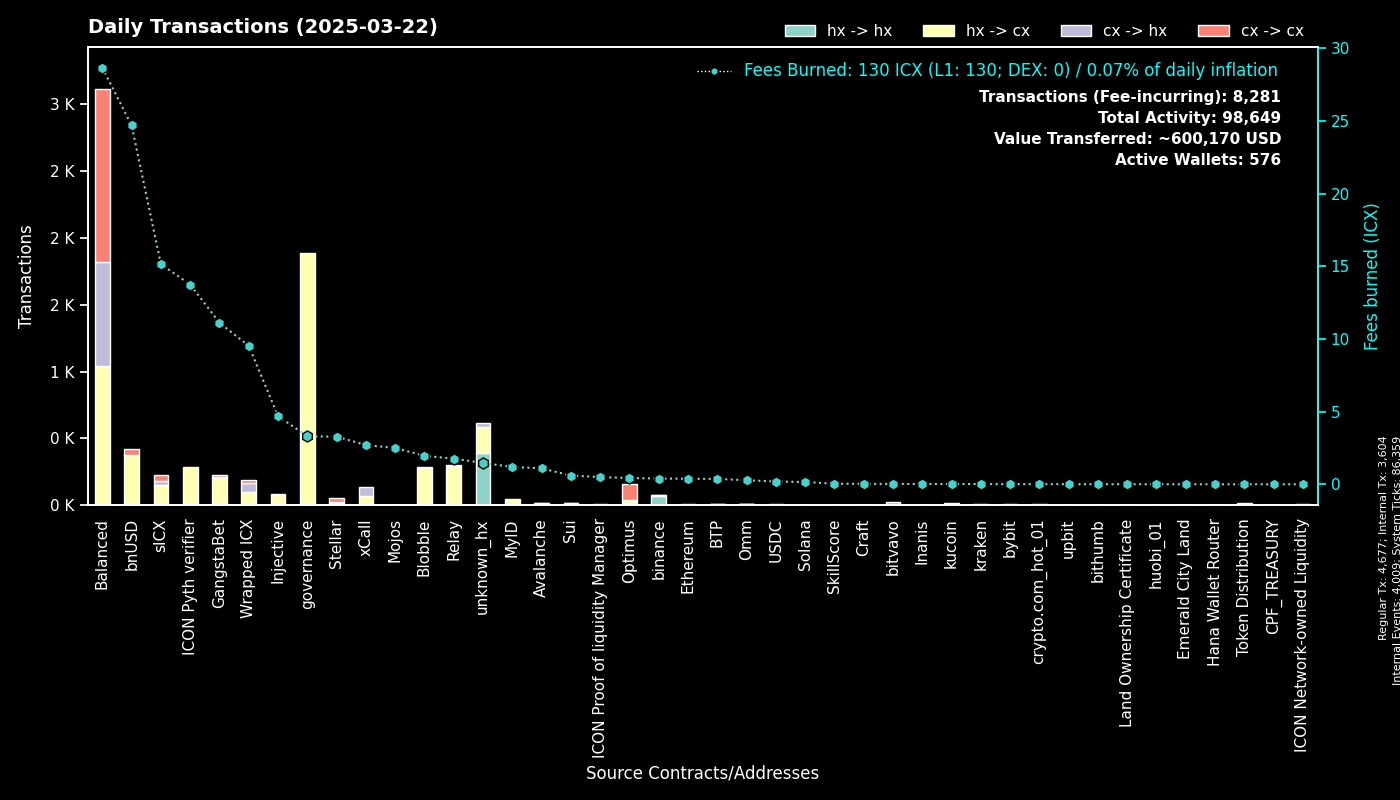 Daily Transactions (2025-03-22)
hx -> hx
hx -> cx
cx -> hx
cx -> cx
Fees Burned: 130 ICX (L1: 130; DEX: 0) / 0.07% of daily inflation
Transactions (Fee-incurring): 8,281
Total Activity: 98,649
Value Transferred: ~600,170 USD
Active Wallets: 576
Transactions
3 K
2 K
2 K
2 K
1 K
0 K
0 K
30
25
20
15
10
5
0
Fees burned (ICX)
Balanced
bnUSD
sICX
ICON Pyth verifier
GangstaBet
Wrapped ICX
Injective
governance
Stellar
xCall
Mojos
Blobble
Relay
unknown_hx
MyID
Avalanche
Sui
ICON Proof of liquidity Manager
Optimus
binance
Ethereum
BTP
Omm
USDC
Solana
SkillScore
Craft
bitvavo
Inanis
kucoin
kraken
bybit
crypto.com_hot_01
upbit
bithumb
Land Ownership Certificate
huobi_01
Emerald City Land
Hana Wallet Router
Token Distribution
CPF_TREASURY
ICON Network-owned Liquidity
Source Contracts/Addresses
Regular Tx: 4,677; Internal Tx: 3,604
Internal Events: 4,009; System Ticks: 86,359